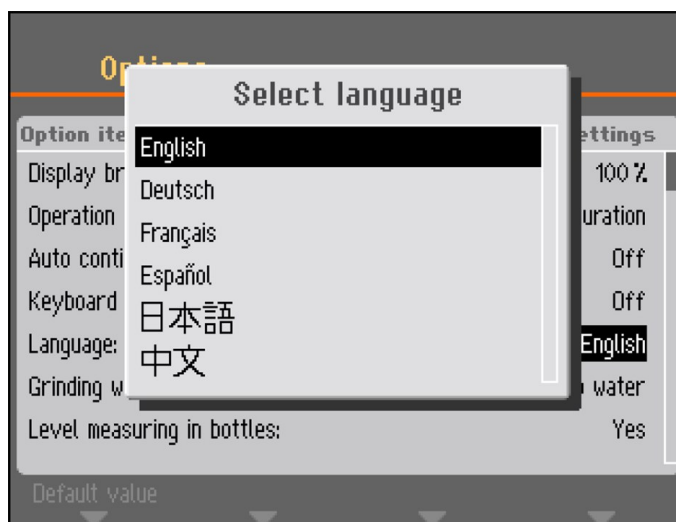 Select language
English
Deutsch
Français
Español
日本語
中文
Option ite ettings
Display br 100 %
Operation uration
Auto conti Off
Keyboard Off
Language: English
Grinding w water
Level measuring in bottles: Yes
Default value